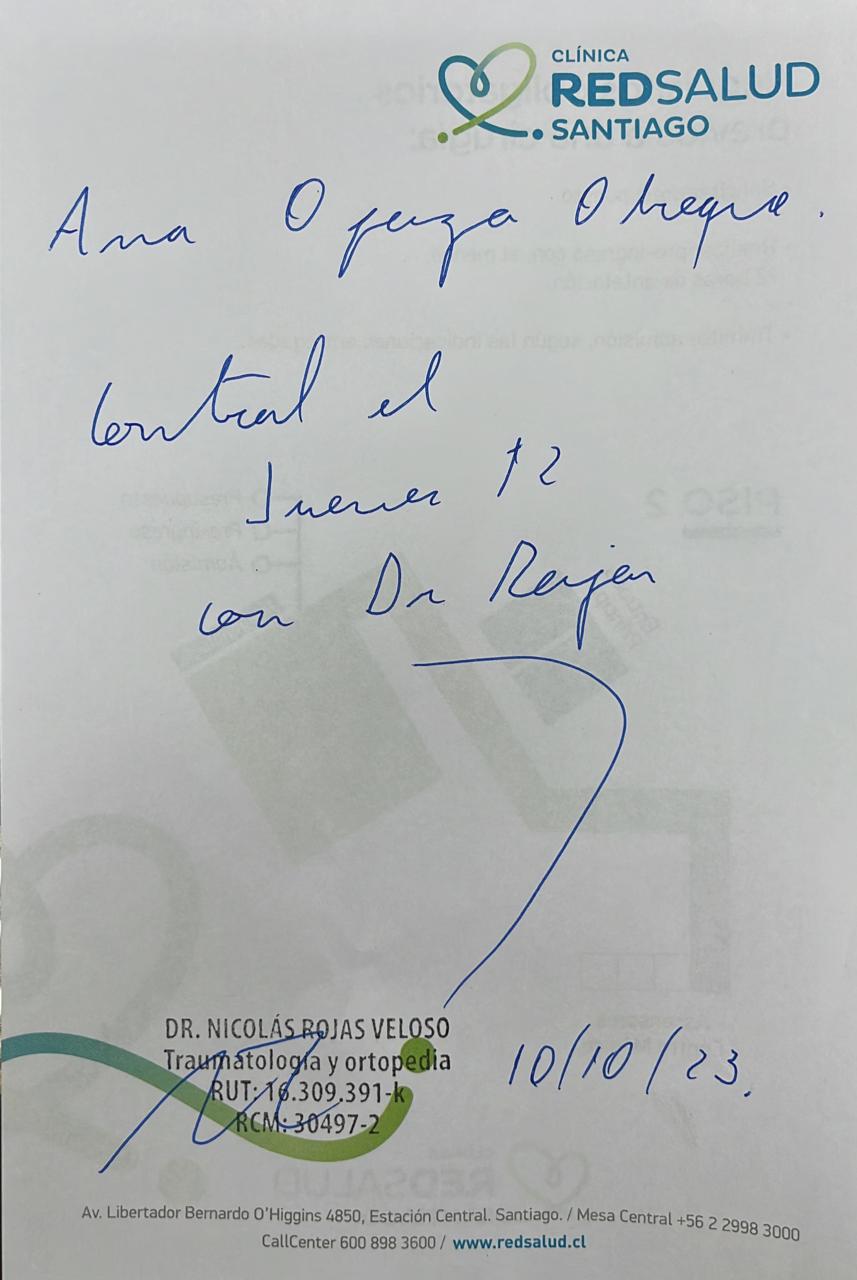 CLÍNICA
REDSALUD
SANTIAGO
Ana
Control el
Jueves 12
con Dr Rojas
DR. NICOLÁS ROJAS VELOSO
Traumatología y ortopedia
RUT: 16.309.391-k
RCM: 30497-2
10/10/23.
Av. Libertador Bernardo O'Higgins 4850, Estación Central. Santiago. / Mesa Central +56 2 2998 3000
CallCenter 600 898 3600 / www.redsalud.cl